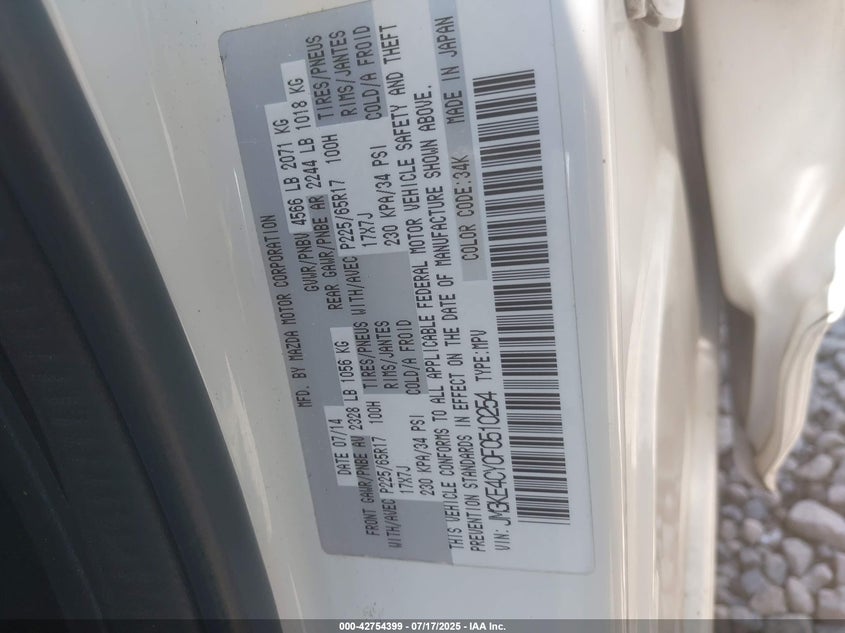 MFD. BY MAZDA MOTOR CORPORATION
DATE 07/14 GVWR/PNBV 4566 LB 2071 KG
FRONT GAWR/PNBE AV 2328 LB 1056 KG REAR GAWR/PNBE AR 2244 LB 1018 KG
WITH/AVEC P225/65R17 100H TIRES/PNEUS WITH/AVEC P225/65R17 100H TIRES/PNEUS
17X7J RIMS/JANTES 17X7J RIMS/JANTES
230 KPA/34 PSI COLD/A FROID 230 KPA/34 PSI COLD/A FROID
THIS VEHICLE CONFORMS TO ALL APPLICABLE FEDERAL MOTOR VEHICLE SAFETY AND THEFT
PREVENTION STANDARDS IN EFFECT ON THE DATE OF MANUFACTURE SHOWN ABOVE.
VIN: JM3KE4CY0F0510254 TYPE:MPV COLOR CODE:34K MADE IN JAPAN
000-42754399 / 07/17/2025 - IAA Inc.